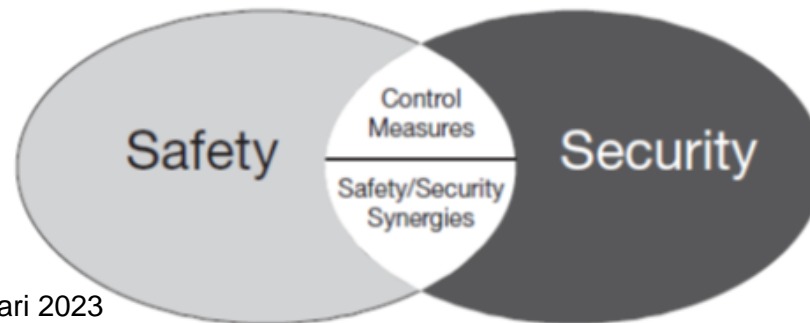 Safety
Control
Measures
Safety/Security
Synergies
Security
ari 2023